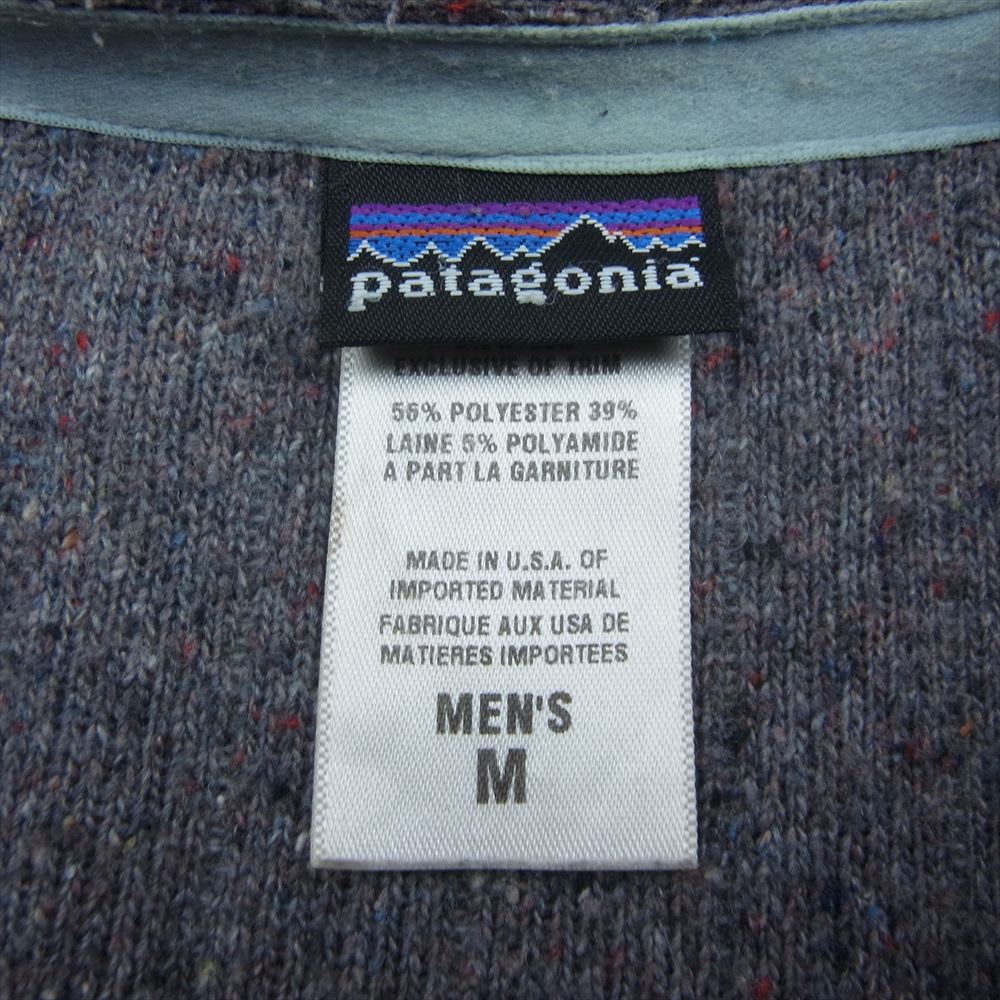 patagonia
EXCLUSIVE OF TRIM
56% POLYESTER 39%
LAINE 5% POLYAMIDE
A PART LA GARNITURE
MADE IN U.S.A. OF
IMPORTED MATERIAL
FABRIQUE AUX USA DE
MATIERES IMPORTEES
MEN'S
M